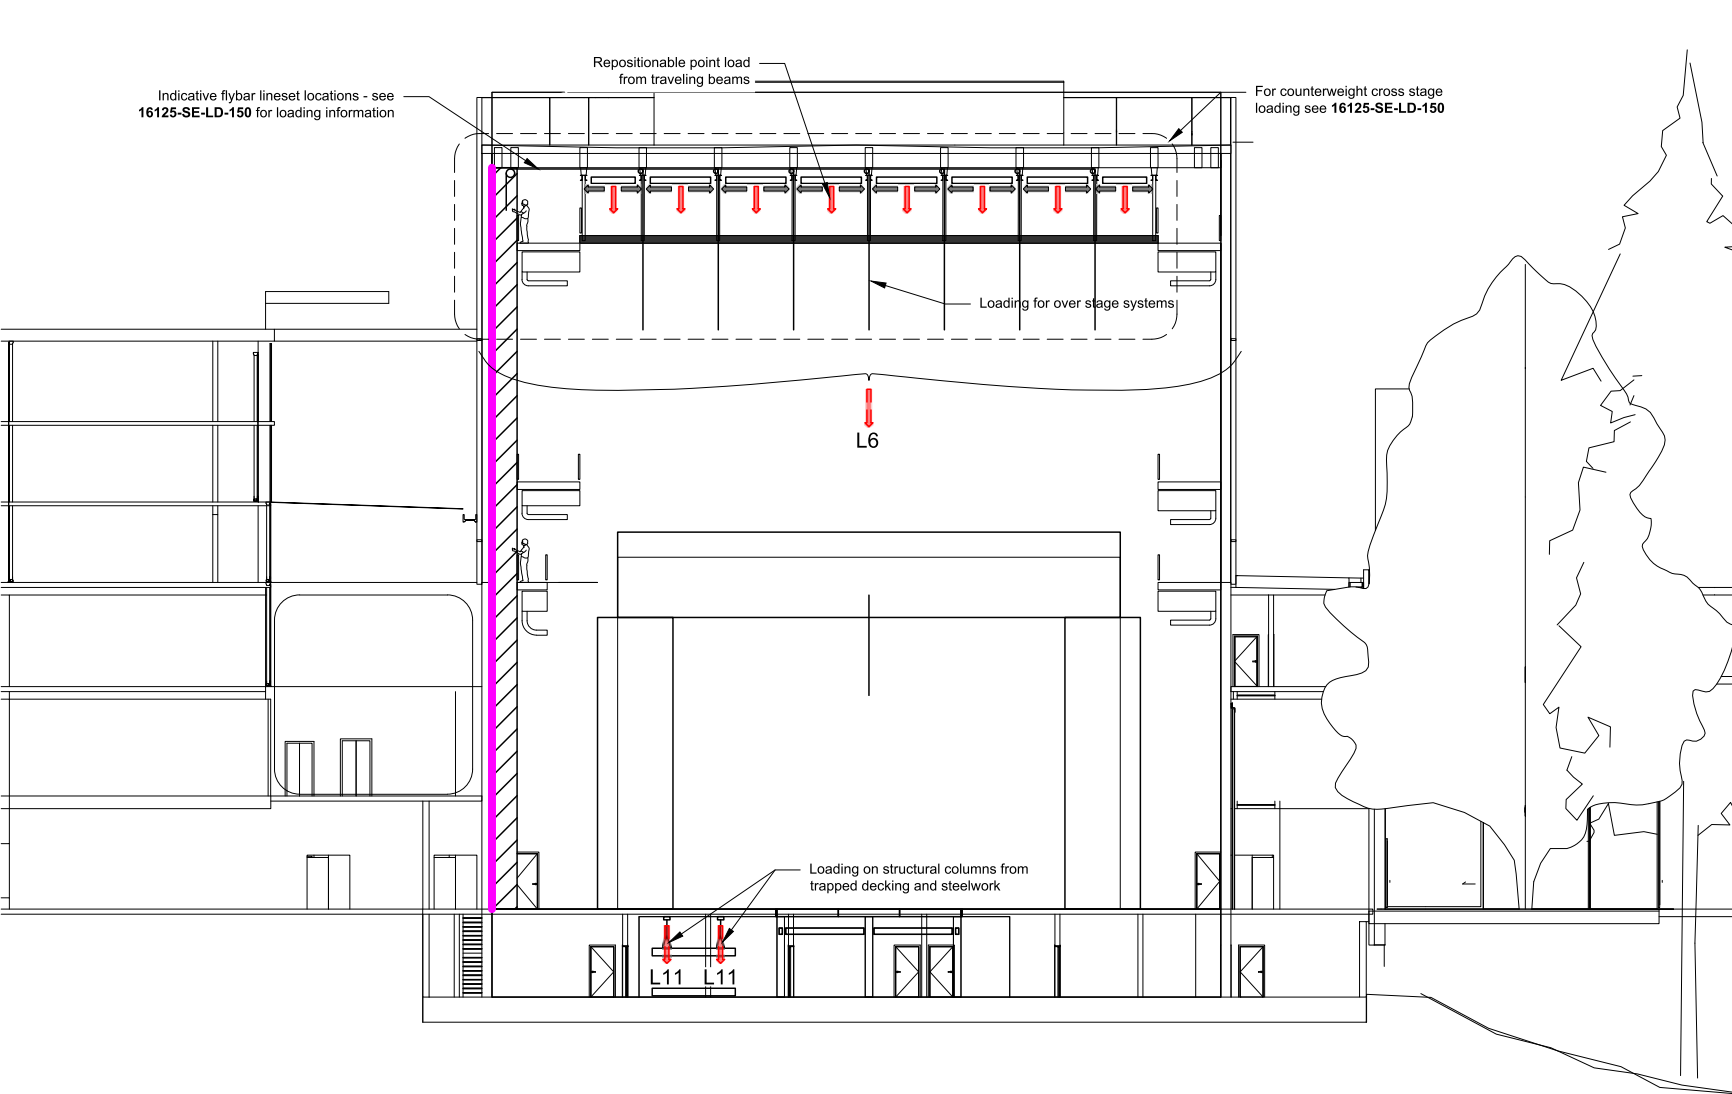 Repositionable point load
from traveling beams
Indicative flybar lineset locations - see
16125-SE-LD-150 for loading information
For counterweight cross stage
loading see 16125-SE-LD-150
Loading for over stage systems
L6
Loading on structural columns from
trapped decking and steelwork
L11 L11